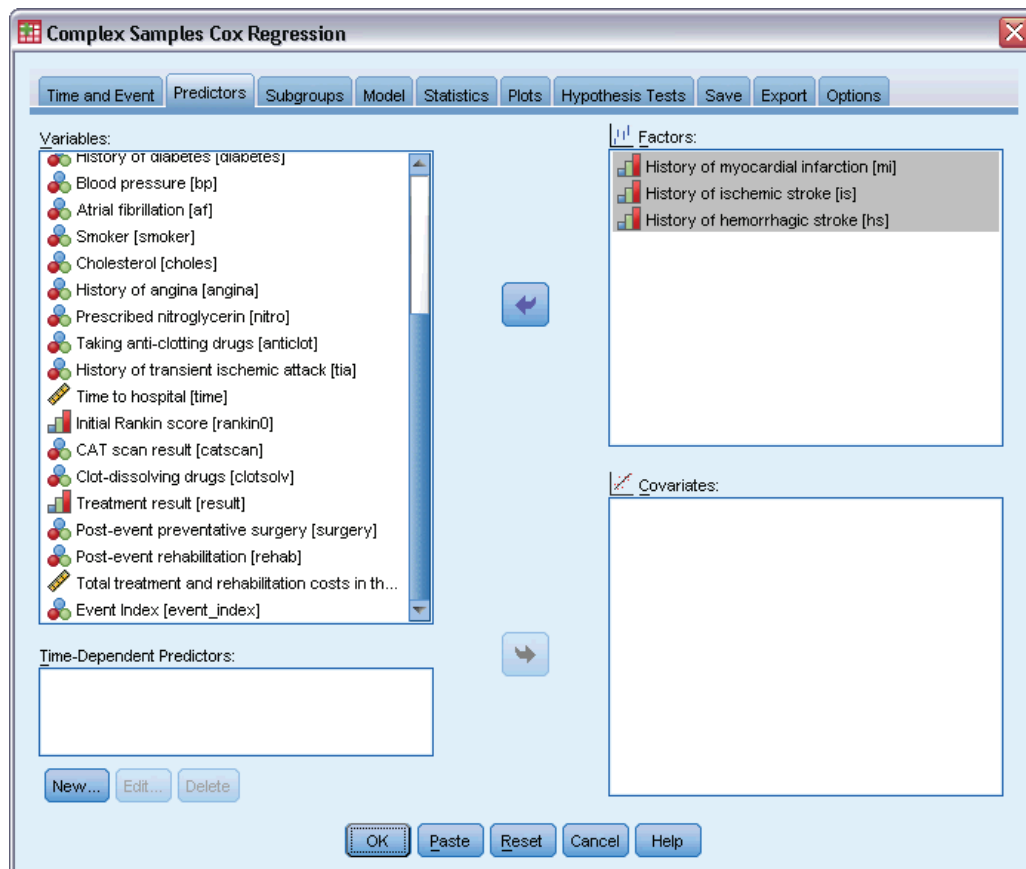 Complex Samples Cox Regression
Time and Event Predictors Subgroups Model Statistics Plots Hypothesis Tests Save Export Options
Variables:
History of diabetes [diabetes]
Blood pressure [bp]
Atrial fibrillation [af]
Smoker [smoker]
Cholesterol [choles]
History of angina [angina]
Prescribed nitroglycerin [nitro]
Taking anti-clotting drugs [anticlot]
History of transient ischemic attack [tia]
Time to hospital [time]
Initial Rankin score [rankin0]
CAT scan result [catscan]
Clot-dissolving drugs [clotsolv]
Treatment result [result]
Post-event preventative surgery [surgery]
Post-event rehabilitation [rehab]
Total treatment and rehabilitation costs in th...
Event Index [event_index]
Time-Dependent Predictors:
New... Edit... Delete
Factors:
History of myocardial infarction [mi]
History of ischemic stroke [is]
History of hemorrhagic stroke [hs]
Covariates:
OK Paste Reset Cancel Help